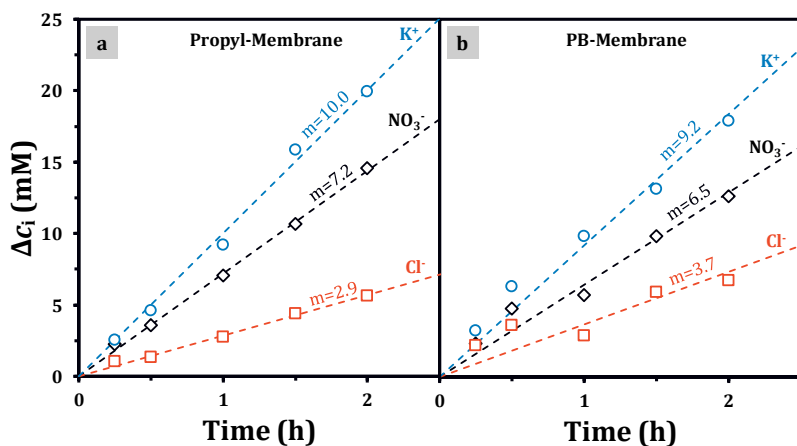 a
Propyl-Membrane
K⁺
m=10.0
NO₃⁻
m=7.2
Cl⁻
m=2.9
b
PB-Membrane
K⁺
m=9.2
NO₃⁻
m=6.5
Cl⁻
m=3.7
25
20
15
10
5
0
Δcᵢ (mM)
0 1 2
0 1 2
Time (h)
Time (h)